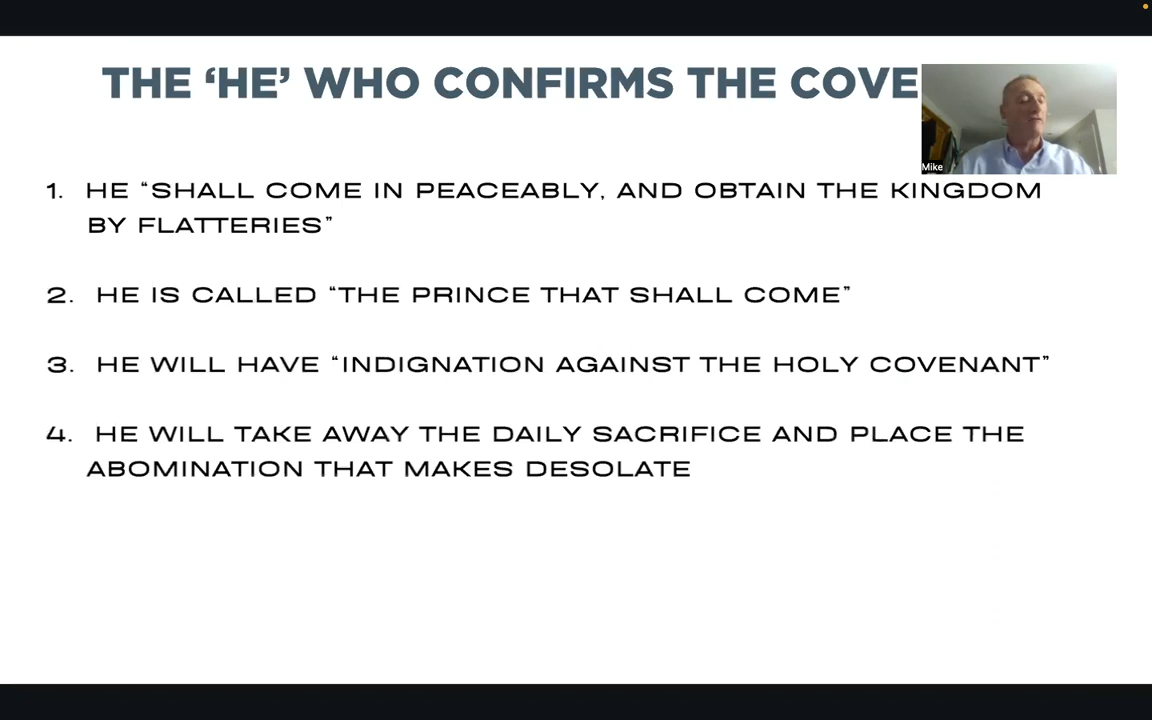 THE ‘HE’ WHO CONFIRMS THE COVE
Mike
1. HE “SHALL COME IN PEACEABLY, AND OBTAIN THE KINGDOM
BY FLATTERIES”
2. HE IS CALLED “THE PRINCE THAT SHALL COME”
3. HE WILL HAVE “INDIGNATION AGAINST THE HOLY COVENANT”
4. HE WILL TAKE AWAY THE DAILY SACRIFICE AND PLACE THE
ABOMINATION THAT MAKES DESOLATE